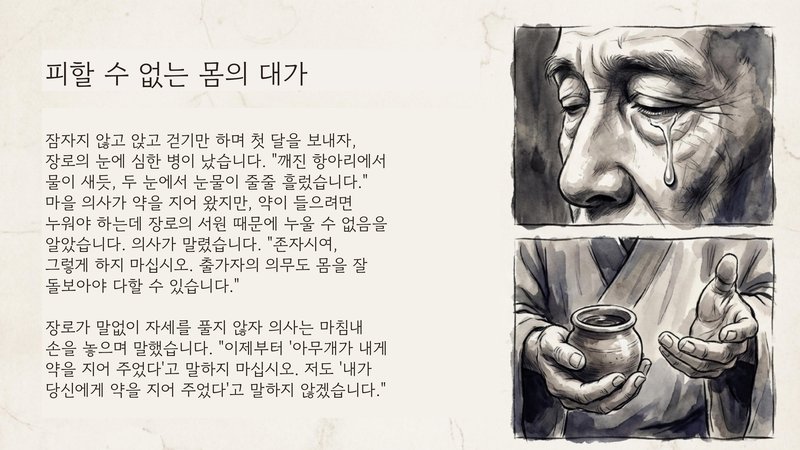 피할 수 없는 몸의 대가
잠자지 않고 앉고 걷기만 하며 첫 달을 보내자,
장로의 눈에 심한 병이 났습니다. "깨진 항아리에서
물이 새듯, 두 눈에서 눈물이 줄줄 흘렀습니다."
마을 의사가 약을 지어 왔지만, 약이 들으려면
누워야 하는데 장로의 서원 때문에 누울 수 없음을
알았습니다. 의사가 말렸습니다. "존자시여,
그렇게 하지 마십시오. 출가자의 의무도 몸을 잘
돌보아야 다할 수 있습니다."
장로가 말없이 자세를 풀지 않자 의사는 마침내
손을 놓으며 말했습니다. "이제부터 '아무개가 내게
약을 지어 주었다'고 말하지 마십시오. 저도 '내가
당신에게 약을 지어 주었다'고 말하지 않겠습니다."